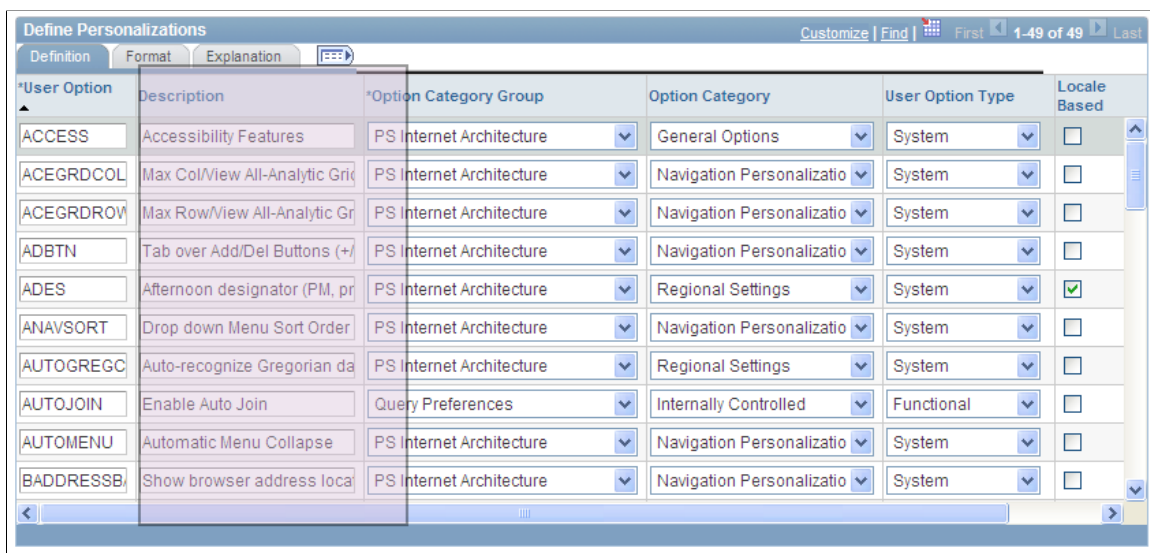 Define Personalizations Customize | Find | First 1-49 of 49 Last
Definition Format Explanation
*User Option Description *Option Category Group Option Category User Option Type Locale Based
ACCESS Accessibility Features PS Internet Architecture General Options System
ACEGRDCOL Max Col/View All-Analytic Grid PS Internet Architecture Navigation Personalizatio System
ACEGRDROW Max Row/View All-Analytic Gr PS Internet Architecture Navigation Personalizatio System
ADBTN Tab over Add/Del Buttons (+/ PS Internet Architecture Navigation Personalizatio System
ADES Afternoon designator (PM, pr PS Internet Architecture Regional Settings System
ANAVSORT Drop down Menu Sort Order PS Internet Architecture Navigation Personalizatio System
AUTOGREGC Auto-recognize Gregorian da PS Internet Architecture Regional Settings System
AUTOJOIN Enable Auto Join Query Preferences Internally Controlled Functional
AUTOMENU Automatic Menu Collapse PS Internet Architecture Navigation Personalizatio System
BADDRESSBA Show browser address locat PS Internet Architecture Navigation Personalizatio System